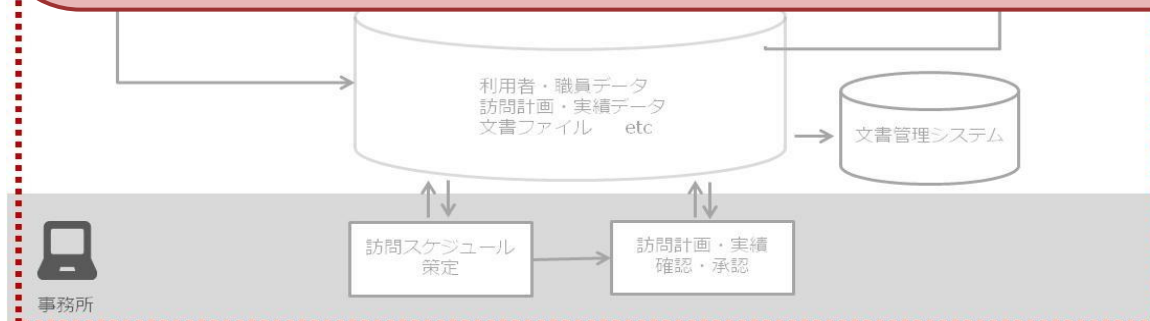 利用者・職員データ
訪問計画・実績データ
文書ファイル etc
文書管理システム
訪問スケジュール
策定
訪問計画・実績
確認・承認
事務所